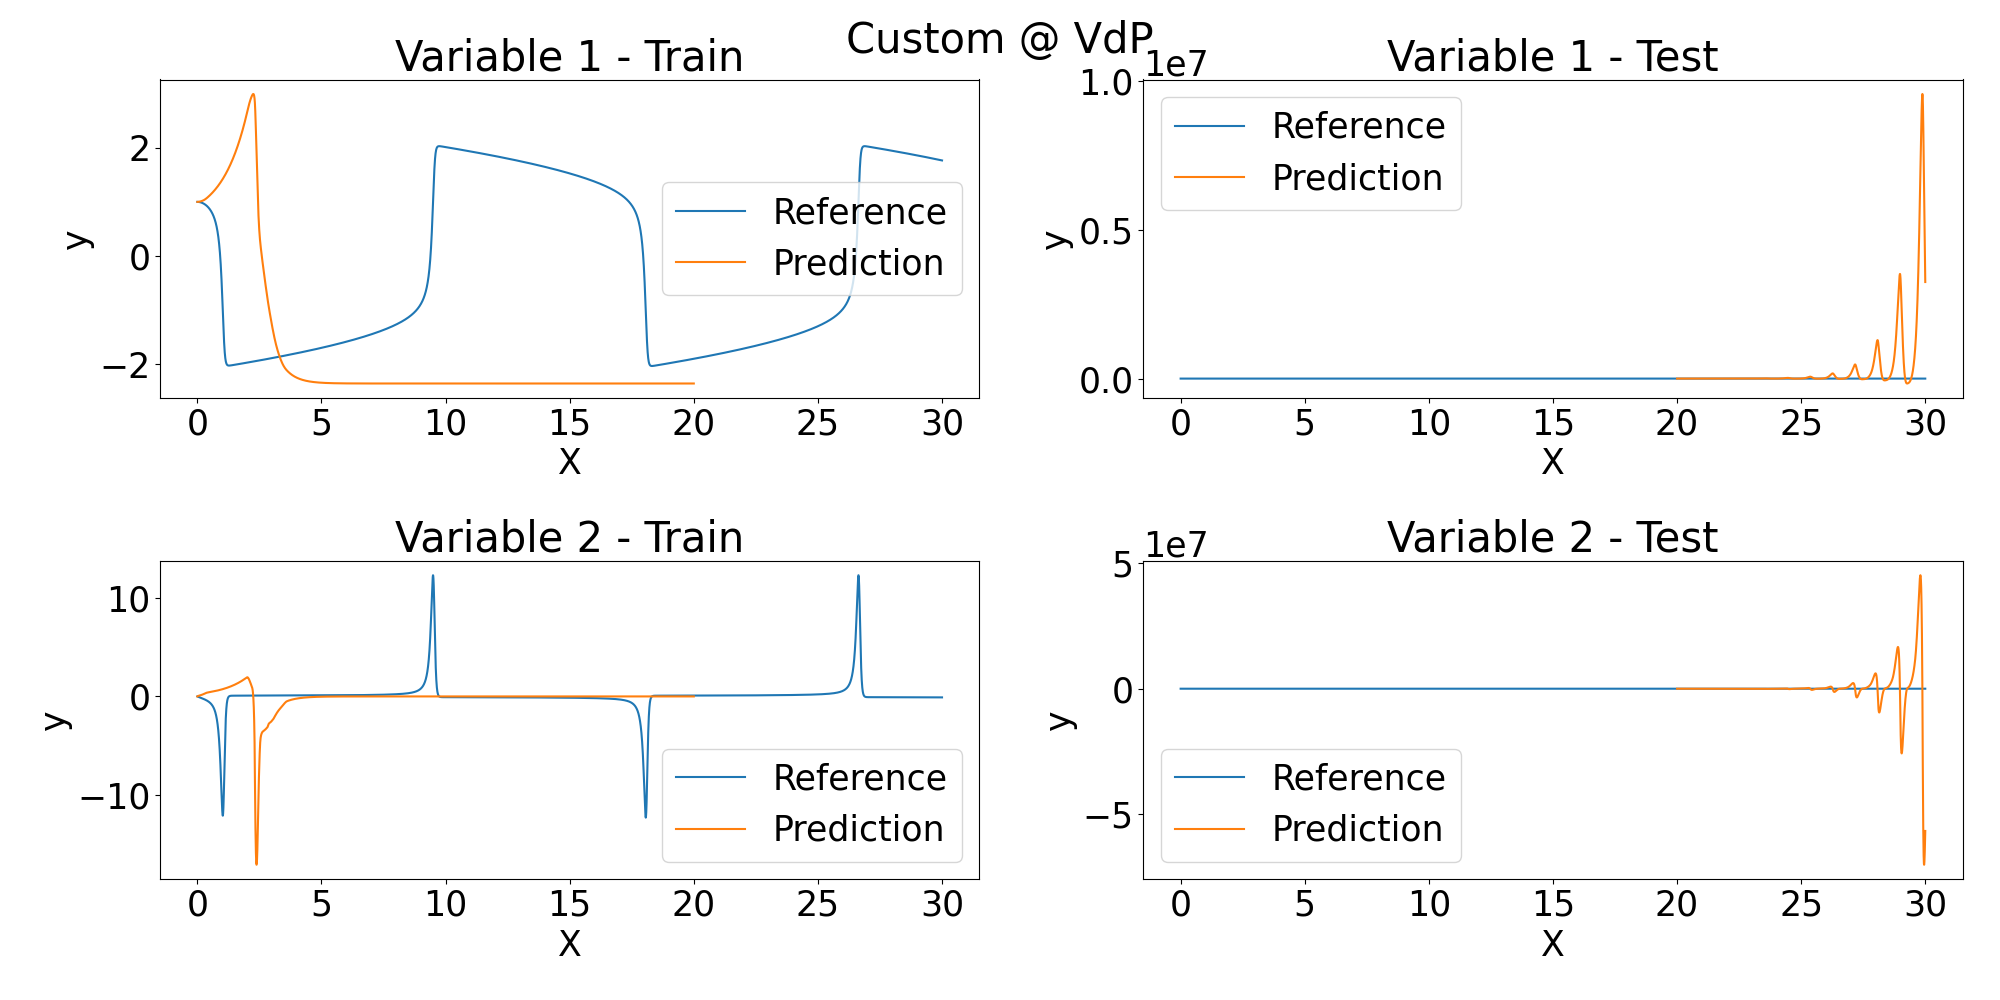 Custom @ VdP
Variable 1 - Train
2
0
−2
y
0 5 10 15 20 25 30
X
Reference
Prediction
Variable 1 - Test
1e7
1.0
0.5
0.0
y
0 5 10 15 20 25 30
X
Reference
Prediction
Variable 2 - Train
10
0
−10
y
0 5 10 15 20 25 30
X
Reference
Prediction
Variable 2 - Test
1e7
5
0
−5
y
0 5 10 15 20 25 30
X
Reference
Prediction